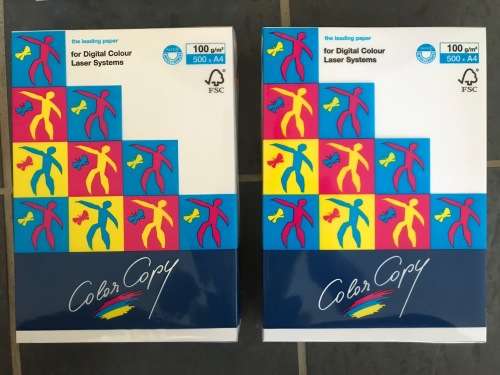 the leading paper
for Digital Colour
Laser Systems
100 g/m²
500 x A4
FSC
Color Copy
the leading paper
for Digital Colour
Laser Systems
100 g/m²
500 x A4
FSC
Color Copy